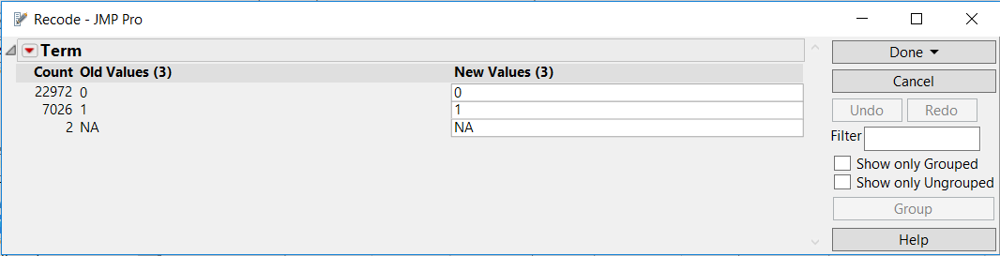 Recode - JMP Pro
Term
Count Old Values (3) New Values (3)
22972 0 0
7026 1 1
2 NA NA
Done
Cancel
Undo Redo
Filter
Show only Grouped
Show only Ungrouped
Group
Help